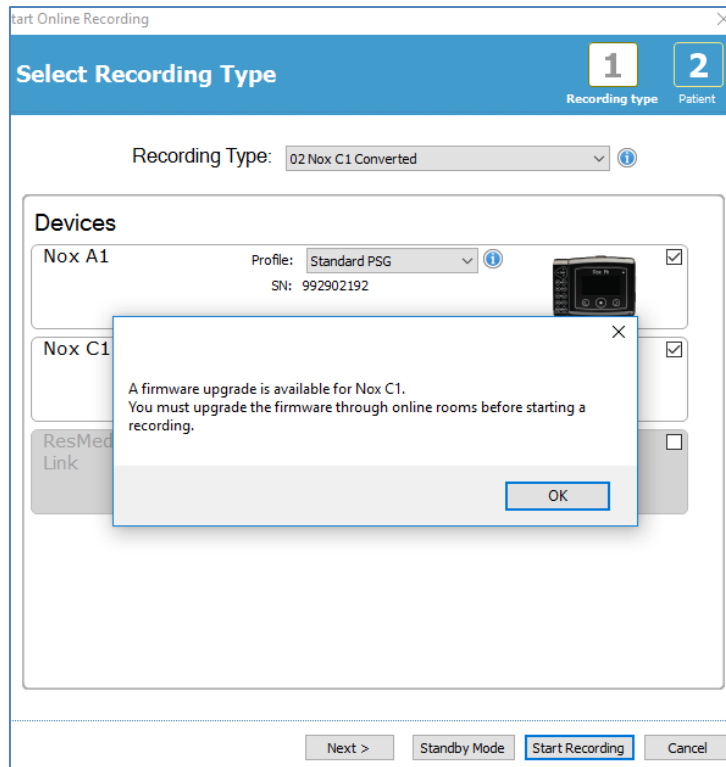 tart Online Recording
Select Recording Type
1
Recording type
2
Patient
Recording Type: 02 Nox C1 Converted
Devices
Nox A1
Profile: Standard PSG
SN: 992902192
Nox C1
A firmware upgrade is available for Nox C1.
You must upgrade the firmware through online rooms before starting a
recording.
OK
ResMed
Link
Next >
Standby Mode
Start Recording
Cancel